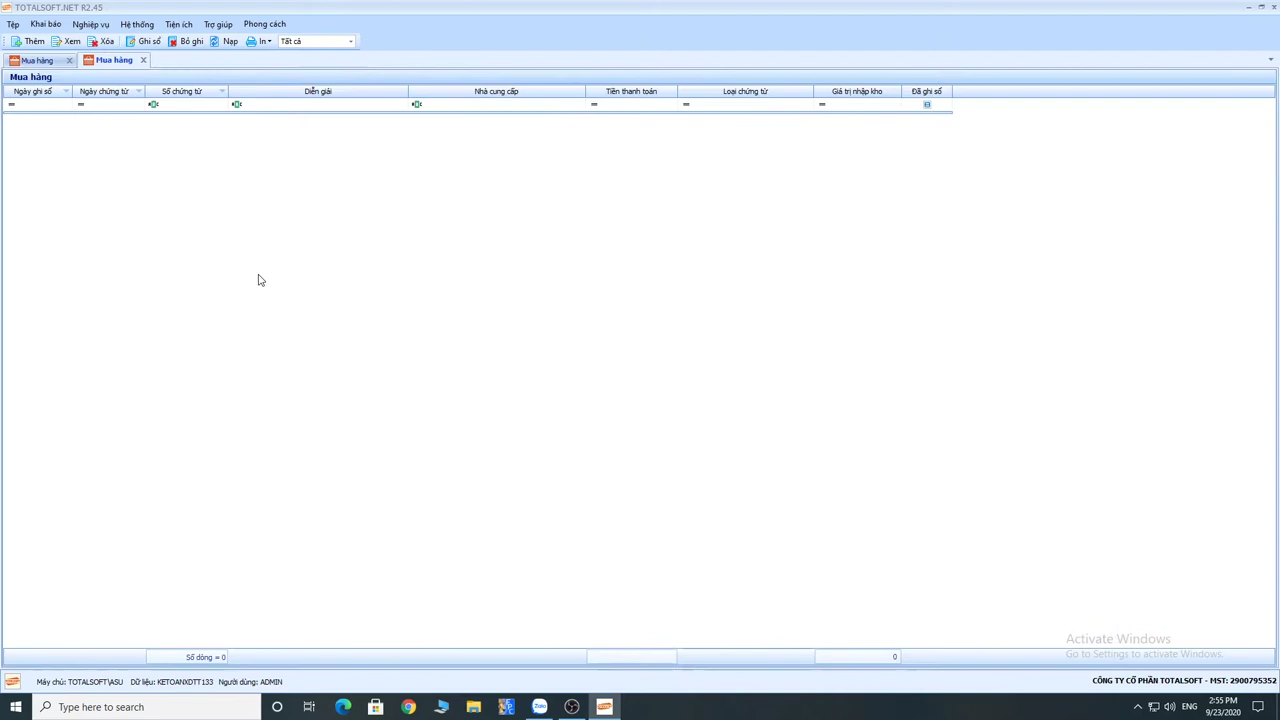 TOTALSOFT.NET R2.45
Tệp Khai báo Nghiệp vụ Hệ thống Tiện ích Trợ giúp Phong cách
Thêm Xem Xóa Ghi sổ Bỏ ghi Nạp In Tất cả
Mua hàng Mua hàng
Mua hàng
Ngày ghi sổ Ngày chứng từ Số chứng từ Diễn giải Nhà cung cấp Tiền thanh toán Loại chứng từ Giá trị nhập kho Đã ghi sổ
= = = = =
Activate Windows
Go to Settings to activate Windows.
Số dòng = 0 0
Máy chủ: TOTALSOFT\ASU Dữ liệu: KETOANXDTT133 Người dùng: ADMIN CÔNG TY CỔ PHẦN TOTALSOFT - MST: 2900795352
Type here to search Zalo ENG 2:55 PM
9/23/2020